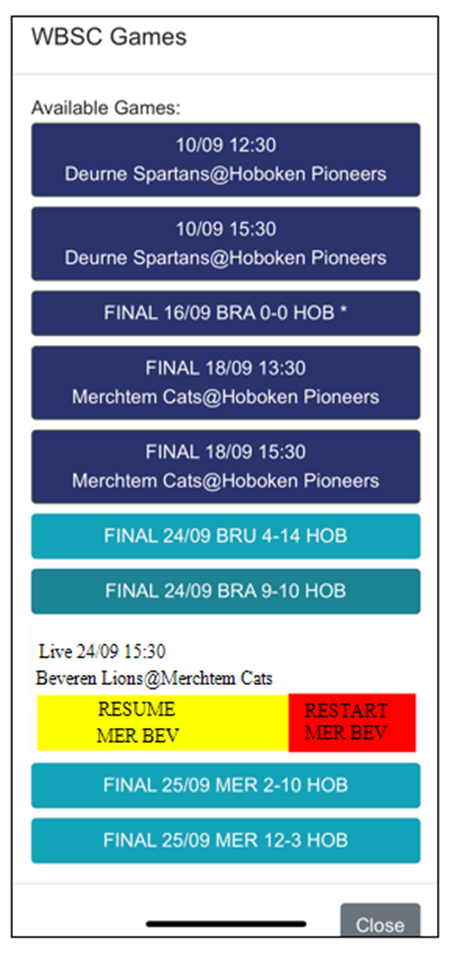 WBSC Games
Available Games:
10/09 12:30
Deurne Spartans@Hoboken Pioneers
10/09 15:30
Deurne Spartans@Hoboken Pioneers
FINAL 16/09 BRA 0-0 HOB *
FINAL 18/09 13:30
Merchtem Cats@Hoboken Pioneers
FINAL 18/09 15:30
Merchtem Cats@Hoboken Pioneers
FINAL 24/09 BRU 4-14 HOB
FINAL 24/09 BRA 9-10 HOB
Live 24/09 15:30
Beveren Lions@Merchtem Cats
RESUME
MER BEV
RESTART
MER BEV
FINAL 25/09 MER 2-10 HOB
FINAL 25/09 MER 12-3 HOB
Close